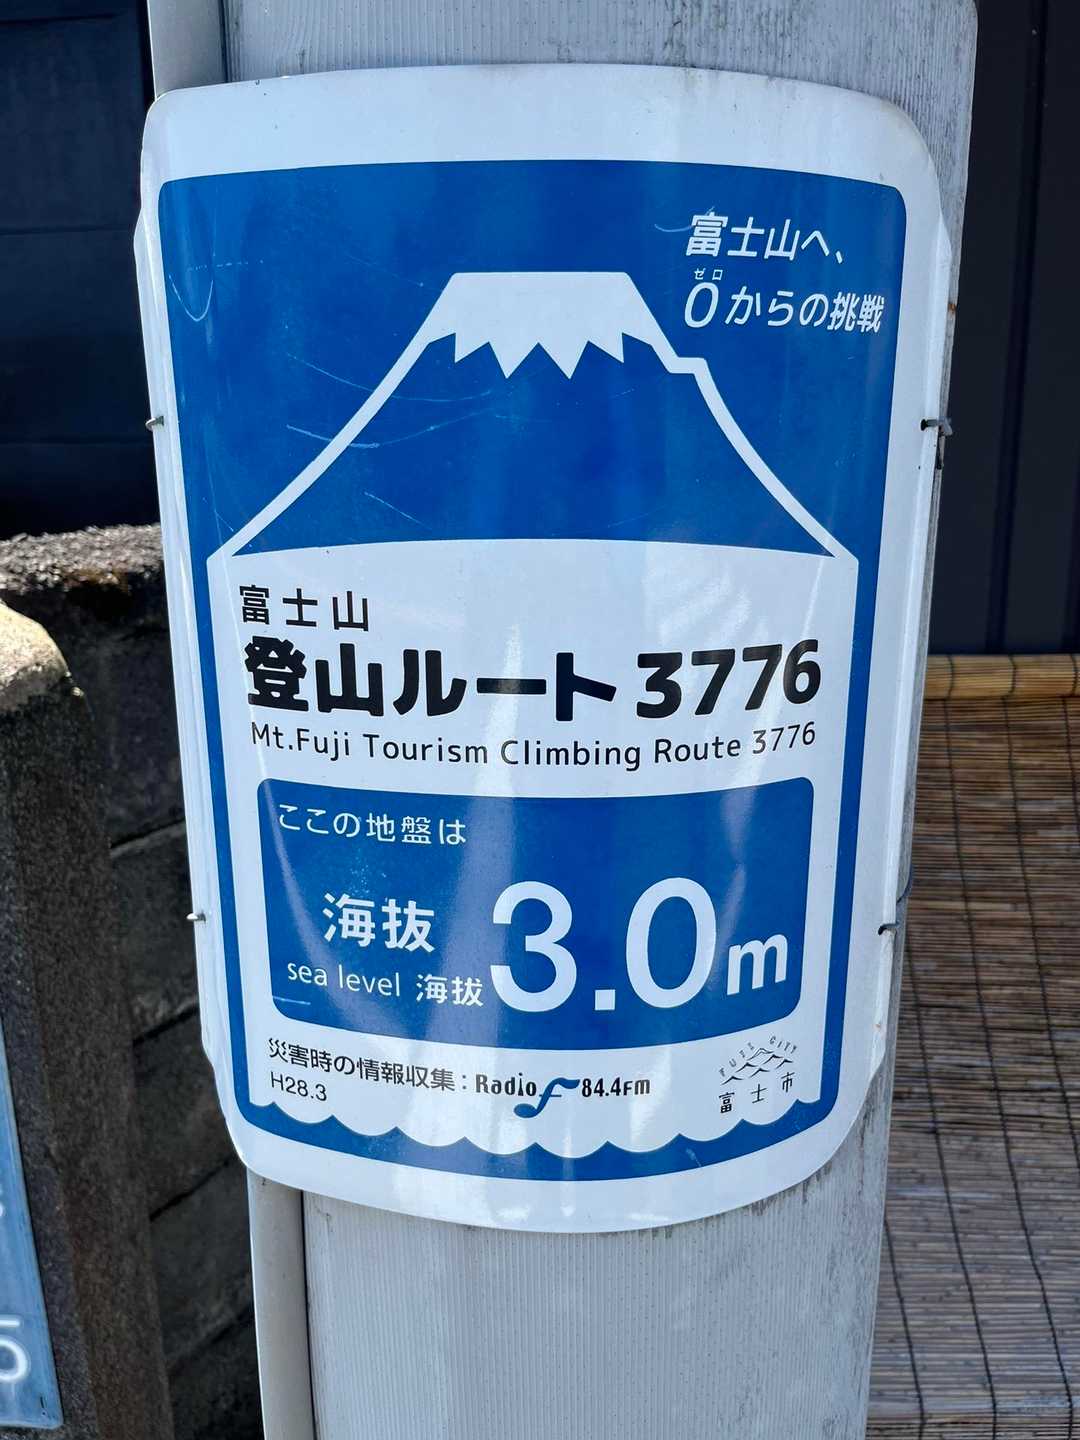 富士山へ、
ゼロ
0からの挑戦
富士山
登山ルート3776
Mt.Fuji Tourism Climbing Route 3776
ここの地盤は
海抜 3.0m
sea level 海抜
災害時の情報収集：Radio f 84.4FM
H28.3
FUJI CITY
富士市
5